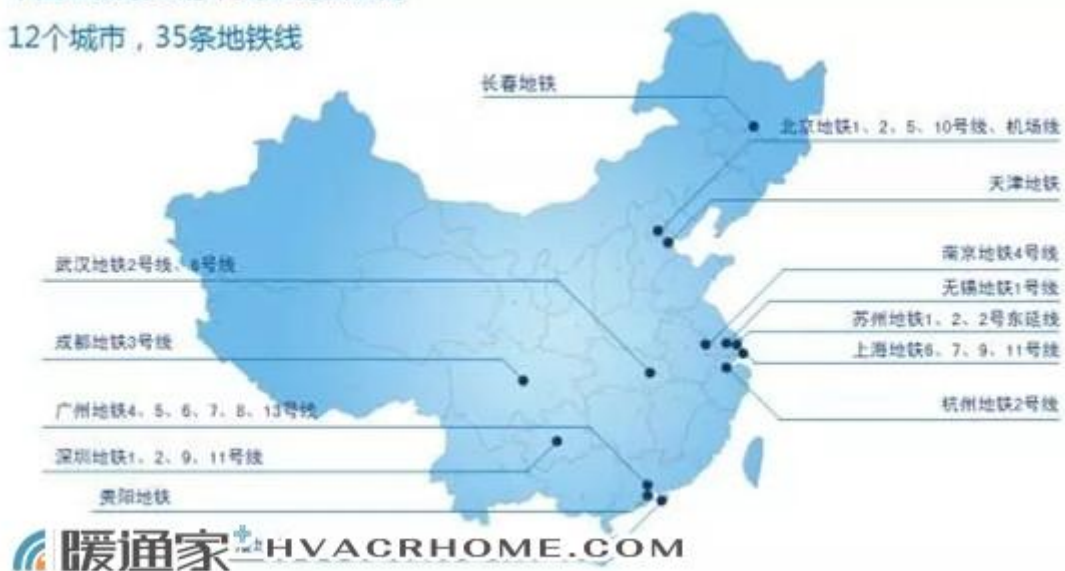 12个城市，35条地铁线
长春地铁
北京地铁1、2、5、10号线、机场线
天津地铁
南京地铁4号线
武汉地铁2号线、6号线
无锡地铁1号线
苏州地铁1、2、2号东延线
成都地铁3号线
上海地铁6、7、9、11号线
杭州地铁2号线
广州地铁4、5、6、7、8、13号线
深圳地铁1、2、9、11号线
贵阳地铁
暖通家 HVACRHOME.COM